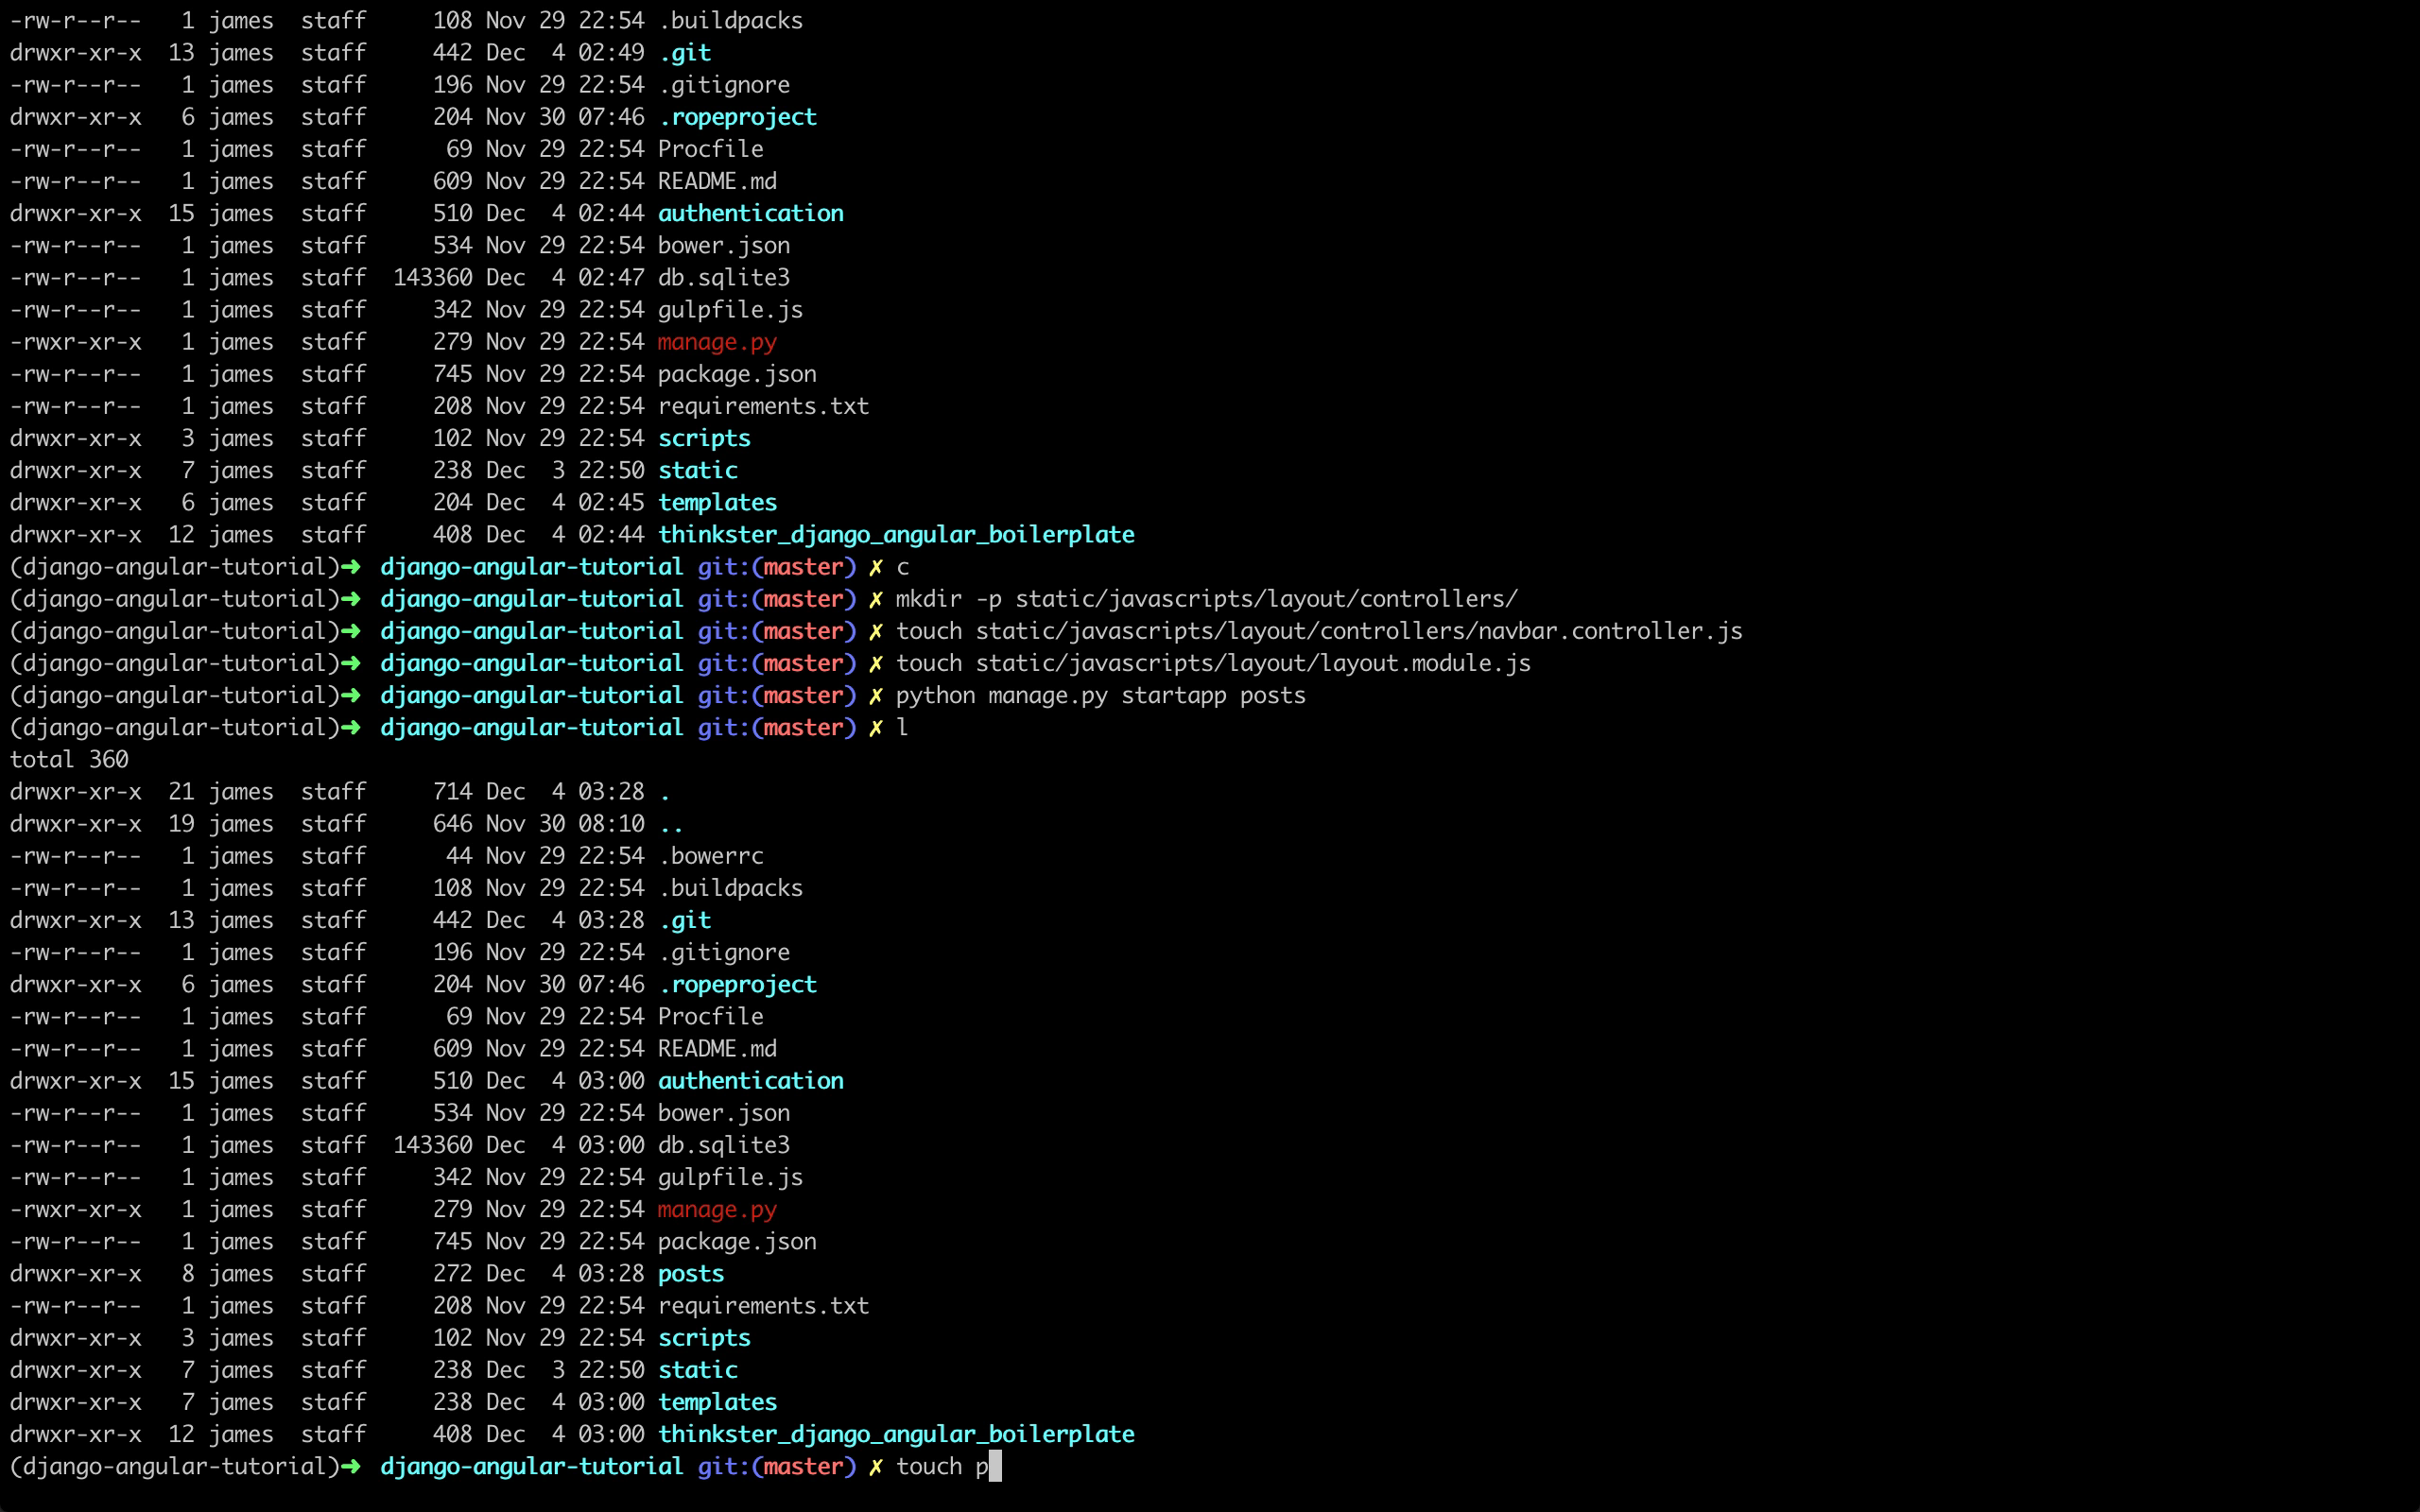 -rw-r--r--   1 james  staff     108 Nov 29 22:54 .buildpacks
drwxr-xr-x  13 james  staff     442 Dec  4 02:49 .git
-rw-r--r--   1 james  staff     196 Nov 29 22:54 .gitignore
drwxr-xr-x   6 james  staff     204 Nov 30 07:46 .ropeproject
-rw-r--r--   1 james  staff      69 Nov 29 22:54 Procfile
-rw-r--r--   1 james  staff     609 Nov 29 22:54 README.md
drwxr-xr-x  15 james  staff     510 Dec  4 02:44 authentication
-rw-r--r--   1 james  staff     534 Nov 29 22:54 bower.json
-rw-r--r--   1 james  staff  143360 Dec  4 02:47 db.sqlite3
-rw-r--r--   1 james  staff     342 Nov 29 22:54 gulpfile.js
-rwxr-xr-x   1 james  staff     279 Nov 29 22:54 manage.py
-rw-r--r--   1 james  staff     745 Nov 29 22:54 package.json
-rw-r--r--   1 james  staff     208 Nov 29 22:54 requirements.txt
drwxr-xr-x   3 james  staff     102 Nov 29 22:54 scripts
drwxr-xr-x   7 james  staff     238 Dec  3 22:50 static
drwxr-xr-x   6 james  staff     204 Dec  4 02:45 templates
drwxr-xr-x  12 james  staff     408 Dec  4 02:44 thinkster_django_angular_boilerplate
(django-angular-tutorial)➜  django-angular-tutorial git:(master) ✗ c
(django-angular-tutorial)➜  django-angular-tutorial git:(master) ✗ mkdir -p static/javascripts/layout/controllers/
(django-angular-tutorial)➜  django-angular-tutorial git:(master) ✗ touch static/javascripts/layout/controllers/navbar.controller.js
(django-angular-tutorial)➜  django-angular-tutorial git:(master) ✗ touch static/javascripts/layout/layout.module.js
(django-angular-tutorial)➜  django-angular-tutorial git:(master) ✗ python manage.py startapp posts
(django-angular-tutorial)➜  django-angular-tutorial git:(master) ✗ l
total 360
drwxr-xr-x  21 james  staff     714 Dec  4 03:28 .
drwxr-xr-x  19 james  staff     646 Nov 30 08:10 ..
-rw-r--r--   1 james  staff      44 Nov 29 22:54 .bowerrc
-rw-r--r--   1 james  staff     108 Nov 29 22:54 .buildpacks
drwxr-xr-x  13 james  staff     442 Dec  4 03:28 .git
-rw-r--r--   1 james  staff     196 Nov 29 22:54 .gitignore
drwxr-xr-x   6 james  staff     204 Nov 30 07:46 .ropeproject
-rw-r--r--   1 james  staff      69 Nov 29 22:54 Procfile
-rw-r--r--   1 james  staff     609 Nov 29 22:54 README.md
drwxr-xr-x  15 james  staff     510 Dec  4 03:00 authentication
-rw-r--r--   1 james  staff     534 Nov 29 22:54 bower.json
-rw-r--r--   1 james  staff  143360 Dec  4 03:00 db.sqlite3
-rw-r--r--   1 james  staff     342 Nov 29 22:54 gulpfile.js
-rwxr-xr-x   1 james  staff     279 Nov 29 22:54 manage.py
-rw-r--r--   1 james  staff     745 Nov 29 22:54 package.json
drwxr-xr-x   8 james  staff     272 Dec  4 03:28 posts
-rw-r--r--   1 james  staff     208 Nov 29 22:54 requirements.txt
drwxr-xr-x   3 james  staff     102 Nov 29 22:54 scripts
drwxr-xr-x   7 james  staff     238 Dec  3 22:50 static
drwxr-xr-x   7 james  staff     238 Dec  4 03:00 templates
drwxr-xr-x  12 james  staff     408 Dec  4 03:00 thinkster_django_angular_boilerplate
(django-angular-tutorial)➜  django-angular-tutorial git:(master) ✗ touch p